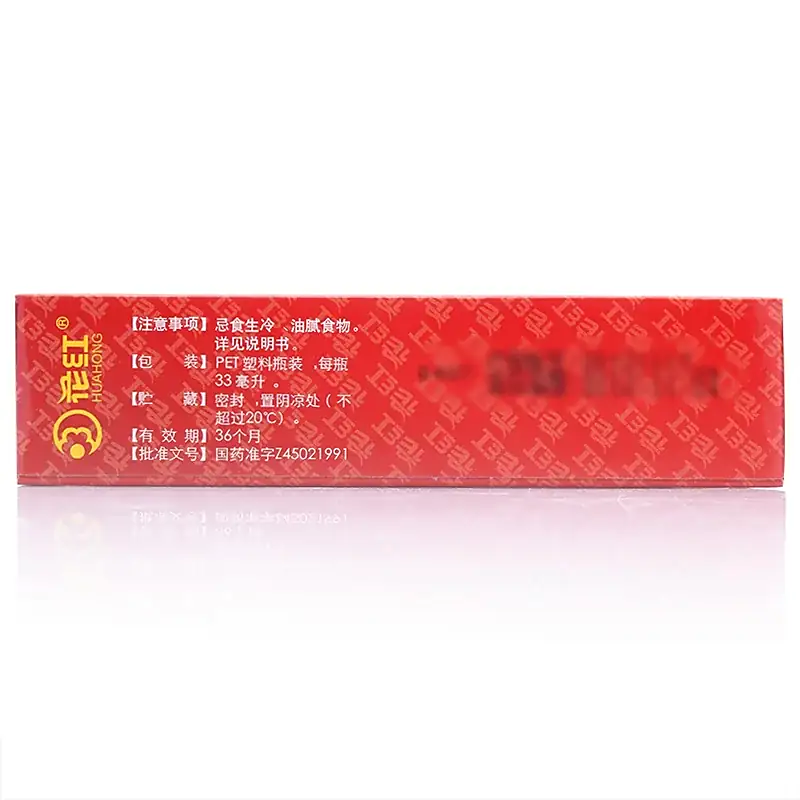 花红®
HUAHONG
【注意事项】忌食生冷、油腻食物。
详见说明书。
【包 装】PET塑料瓶装,每瓶
33毫升。
【贮 藏】密封,置阴凉处(不
超过20℃)。
【有 效 期】36个月
【批准文号】国药准字Z45021991